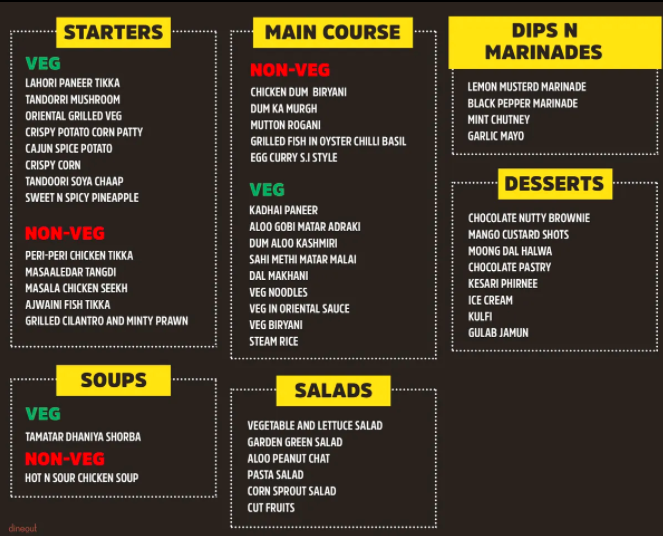 STARTERS
VEG
LAHORI PANEER TIKKA
TANDORRI MUSHROOM
ORIENTAL GRILLED VEG
CRISPY POTATO CORN PATTY
CAJUN SPICE POTATO
CRISPY CORN
TANDOORI SOYA CHAAP
SWEET N SPICY PINEAPPLE
NON-VEG
PERI-PERI CHICKEN TIKKA
MASAALEDAR TANGDI
MASALA CHICKEN SEEKH
AJWAINI FISH TIKKA
GRILLED CILANTRO AND MINTY PRAWN
SOUPS
VEG
TAMATAR DHANIYA SHORBA
NON-VEG
HOT N SOUR CHICKEN SOUP
MAIN COURSE
NON-VEG
CHICKEN DUM BIRYANI
DUM KA MURGH
MUTTON ROGANI
GRILLED FISH IN OYSTER CHILLI BASIL
EGG CURRY S.I STYLE
VEG
KADHAI PANEER
ALOO GOBI MATAR ADRAKI
DUM ALOO KASHMIRI
SAHI METHI MATAR MALAI
DAL MAKHANI
VEG NOODLES
VEG IN ORIENTAL SAUCE
VEG BIRYANI
STEAM RICE
SALADS
VEGETABLE AND LETTUCE SALAD
GARDEN GREEN SALAD
ALOO PEANUT CHAT
PASTA SALAD
CORN SPROUT SALAD
CUT FRUITS
DIPS N
MARINADES
LEMON MUSTERD MARINADE
BLACK PEPPER MARINADE
MINT CHUTNEY
GARLIC MAYO
DESSERTS
CHOCOLATE NUTTY BROWNIE
MANGO CUSTARD SHOTS
MOONG DAL HALWA
CHOCOLATE PASTRY
KESARI PHIRNEE
ICE CREAM
KULFI
GULAB JAMUN
dineout